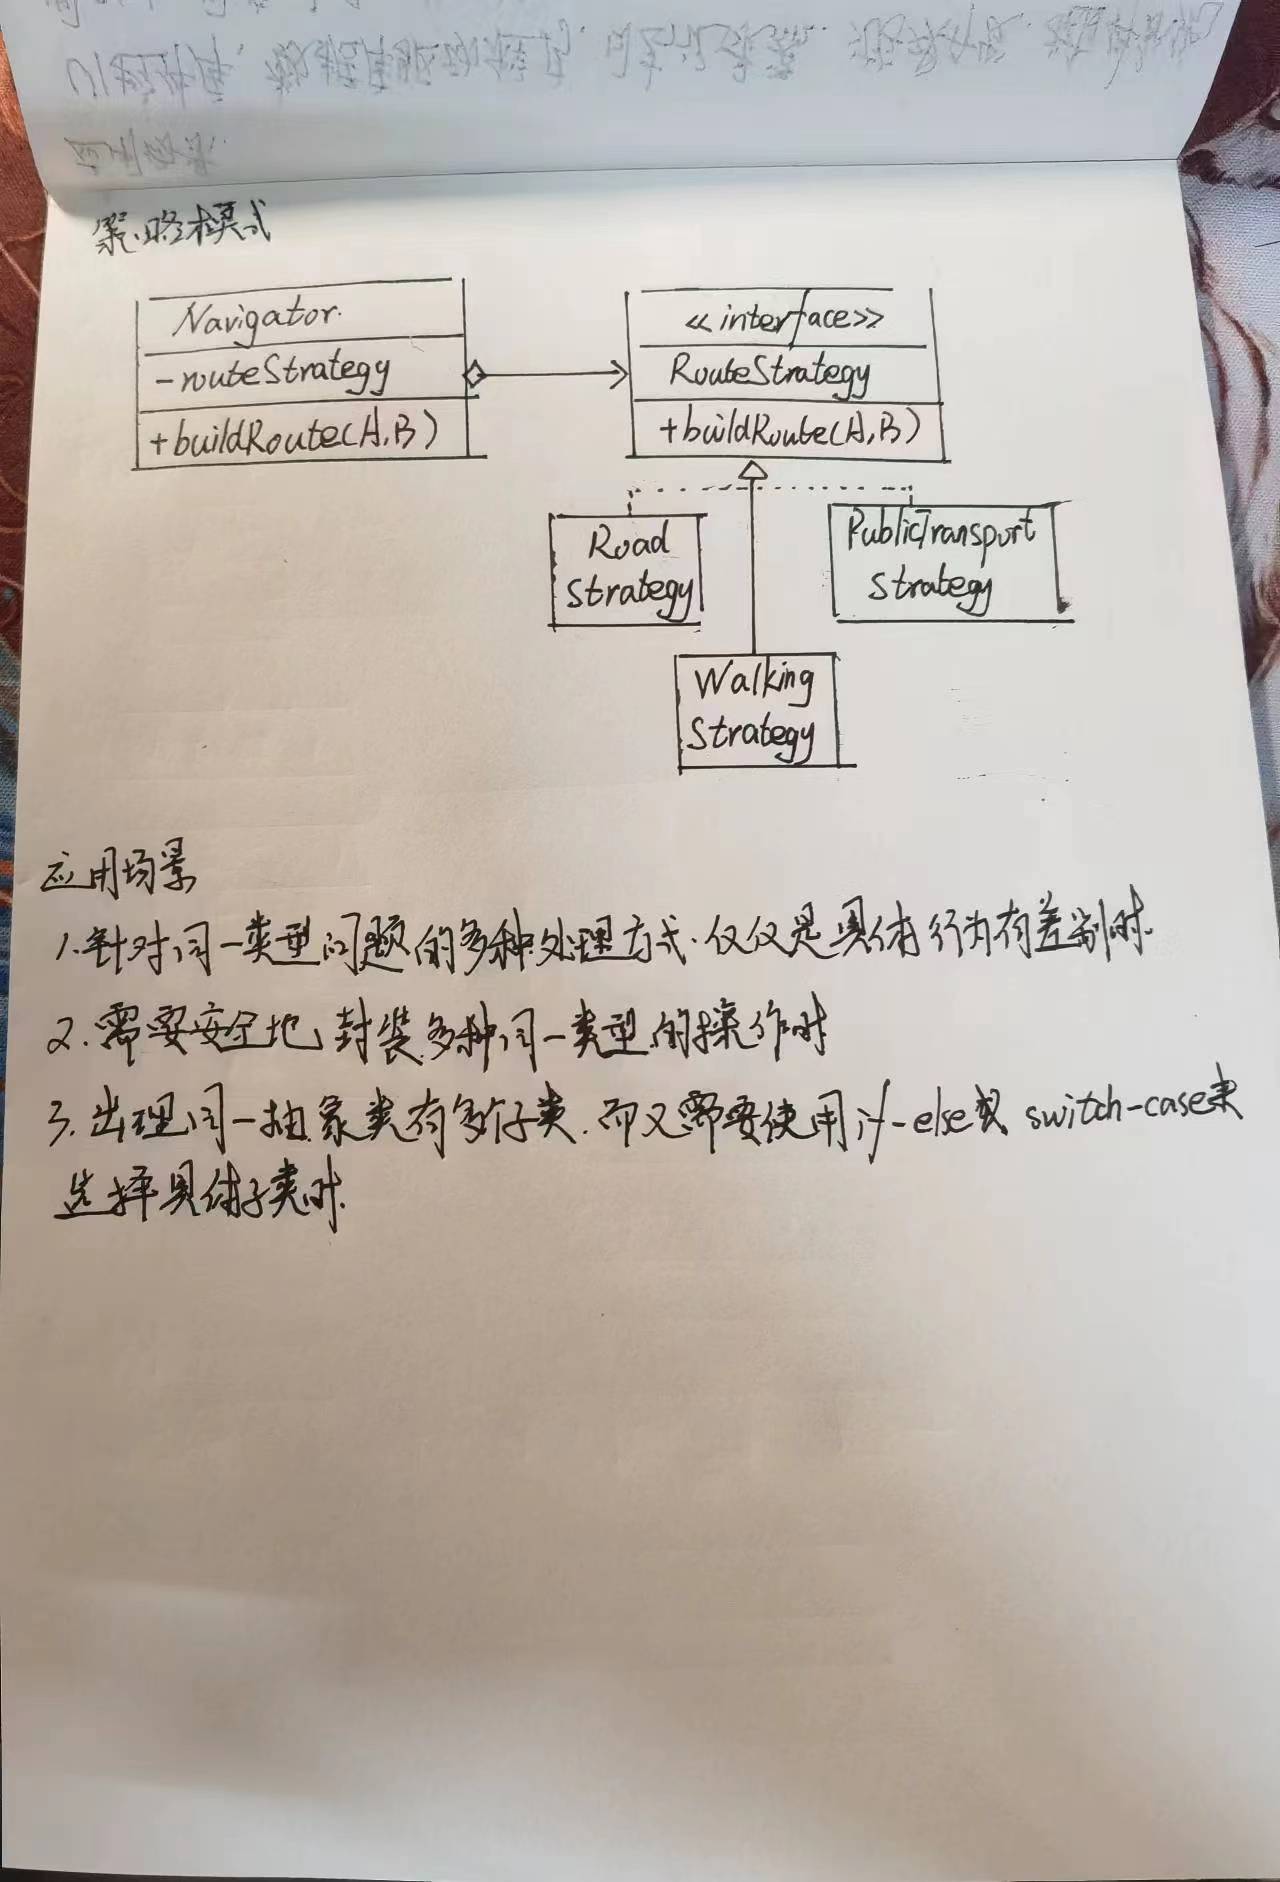 策略模式
Navigator.
- routeStrategy
+ buildRoute(A,B)
《interface》
RouteStrategy
+ buildRoute(A,B)
Road
Strategy
PublicTransport
Strategy
Walking
Strategy
应用场景
1.针对同一类型问题的多种处理方式.仅仅是具体行为有差别时.
2.需要安全地封装多种同一类型的操作时
3.出现同一抽象类有多个子类.而又需要使用if-else或switch-case来
选择具体子类时.